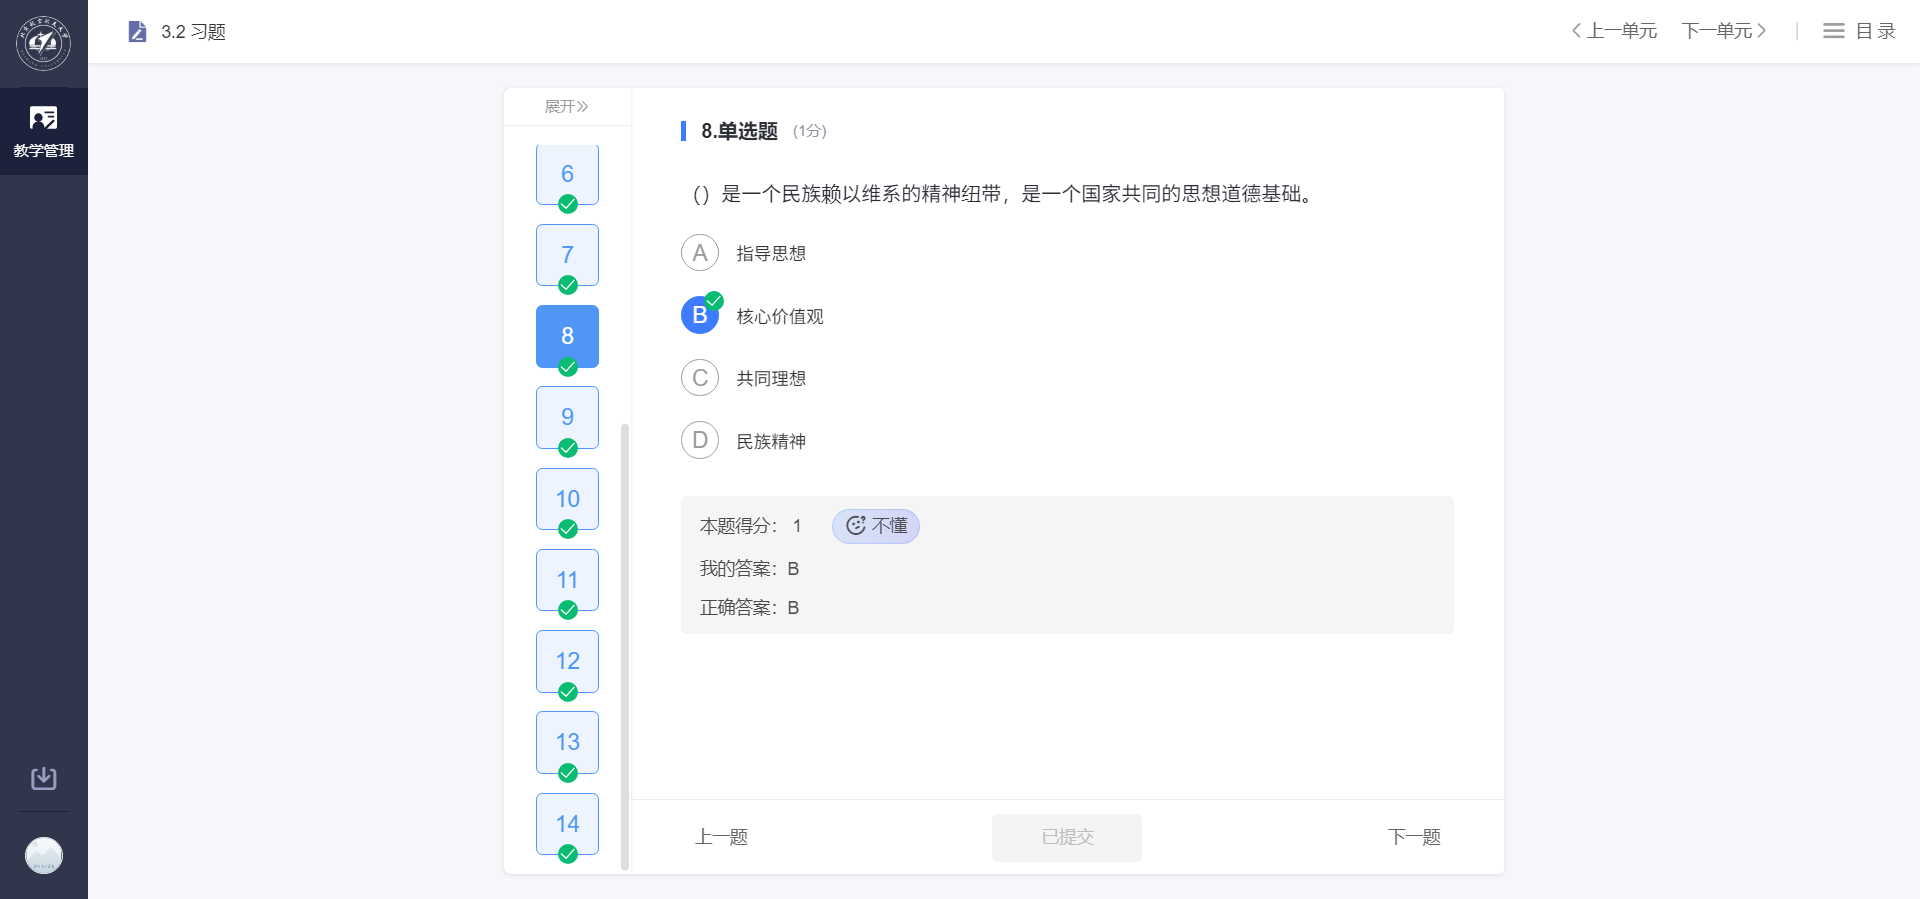 3.2 习题
上一单元
下一单元
目录
教学管理
展开
6
7
8
9
10
11
12
13
14
8.单选题 (1分)
()是一个民族赖以维系的精神纽带，是一个国家共同的思想道德基础。
A 指导思想
B 核心价值观
C 共同理想
D 民族精神
本题得分： 1 不懂
我的答案：B
正确答案：B
上一题
已提交
下一题